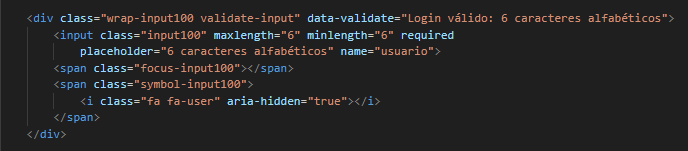 <div class="wrap-input100 validate-input" data-validate="Login válido: 6 caracteres alfabéticos">
<input class="input100" maxlength="6" minlength="6" required
placeholder="6 caracteres alfabéticos" name="usuario">
<span class="focus-input100"></span>
<span class="symbol-input100">
<i class="fa fa-user" aria-hidden="true"></i>
</span>
</div>